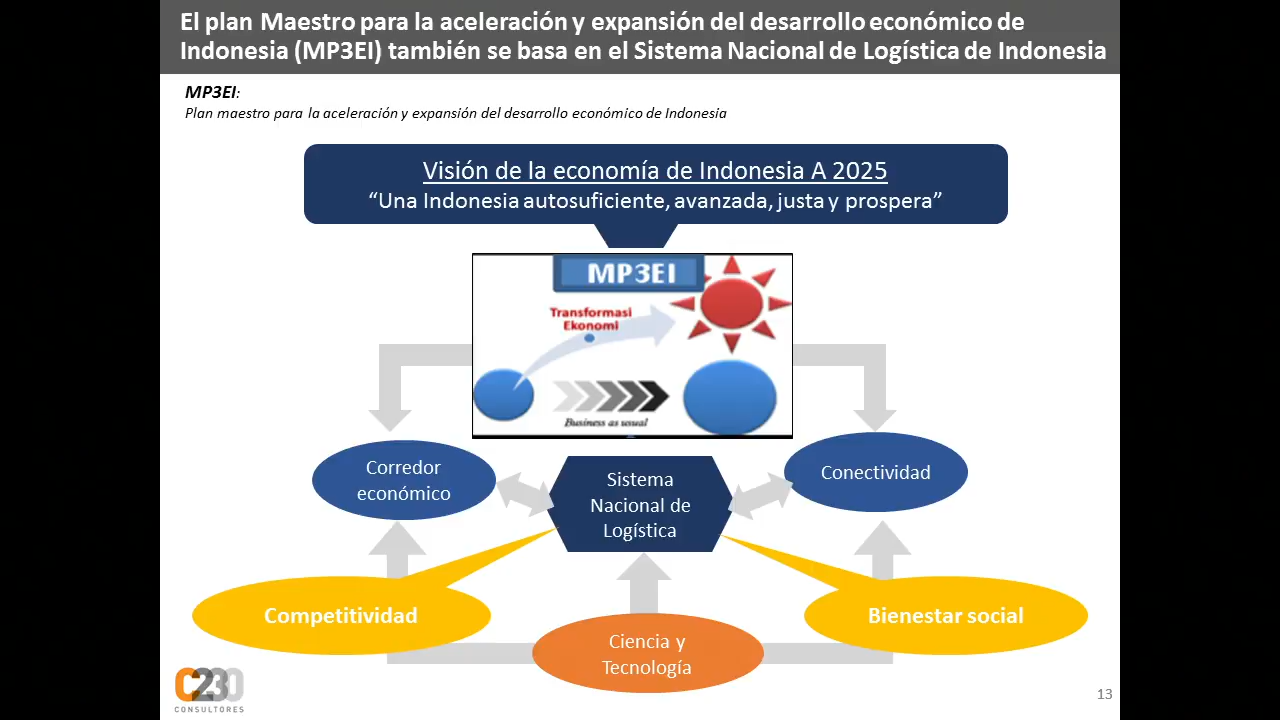 El plan Maestro para la aceleración y expansión del desarrollo económico de
Indonesia (MP3EI) también se basa en el Sistema Nacional de Logística de Indonesia
MP3EI:
Plan maestro para la aceleración y expansión del desarrollo económico de Indonesia
Visión de la economía de Indonesia A 2025
“Una Indonesia autosuficiente, avanzada, justa y prospera”
MP3EI
Transformasi
Ekonomi
Business as usual
Corredor
económico
Sistema
Nacional de
Logística
Conectividad
Competitividad
Bienestar social
Ciencia y
Tecnología
C230
CONSULTORES
13